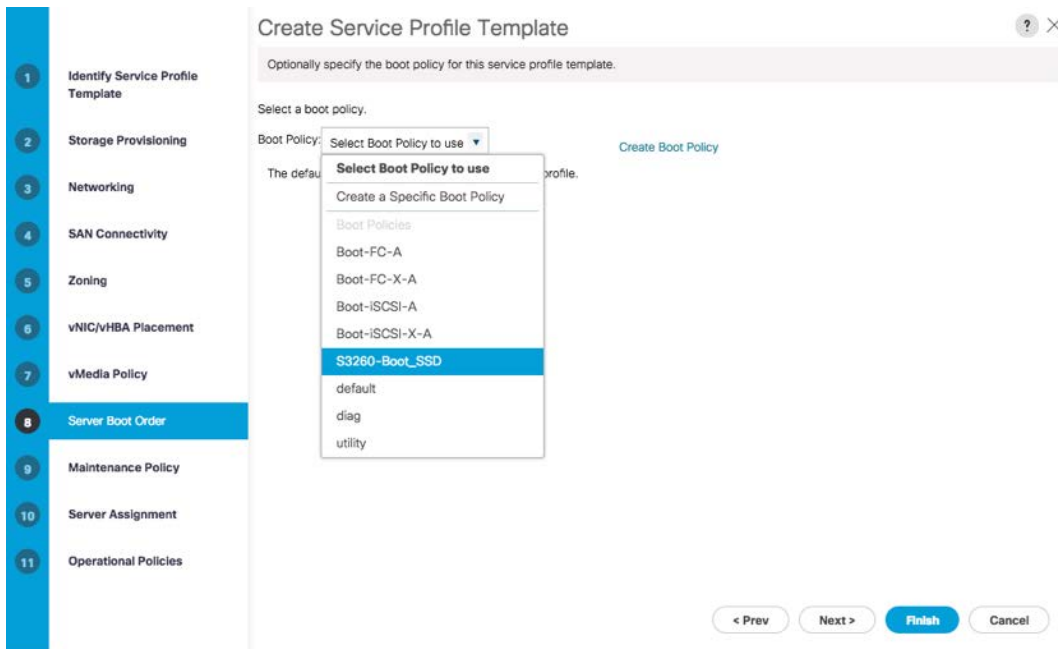 Create Service Profile Template
?
Optionally specify the boot policy for this service profile template.
1 Identify Service Profile Template
2 Storage Provisioning
3 Networking
4 SAN Connectivity
5 Zoning
6 vNIC/vHBA Placement
7 vMedia Policy
8 Server Boot Order
9 Maintenance Policy
10 Server Assignment
11 Operational Policies
Select a boot policy.
Boot Policy: Select Boot Policy to use
Create Boot Policy
The defau
rofile.
Select Boot Policy to use
Create a Specific Boot Policy
Boot Policies
Boot-FC-A
Boot-FC-X-A
Boot-iSCSI-A
Boot-iSCSI-X-A
S3260-Boot_SSD
default
diag
utility
< Prev
Next >
Finish
Cancel